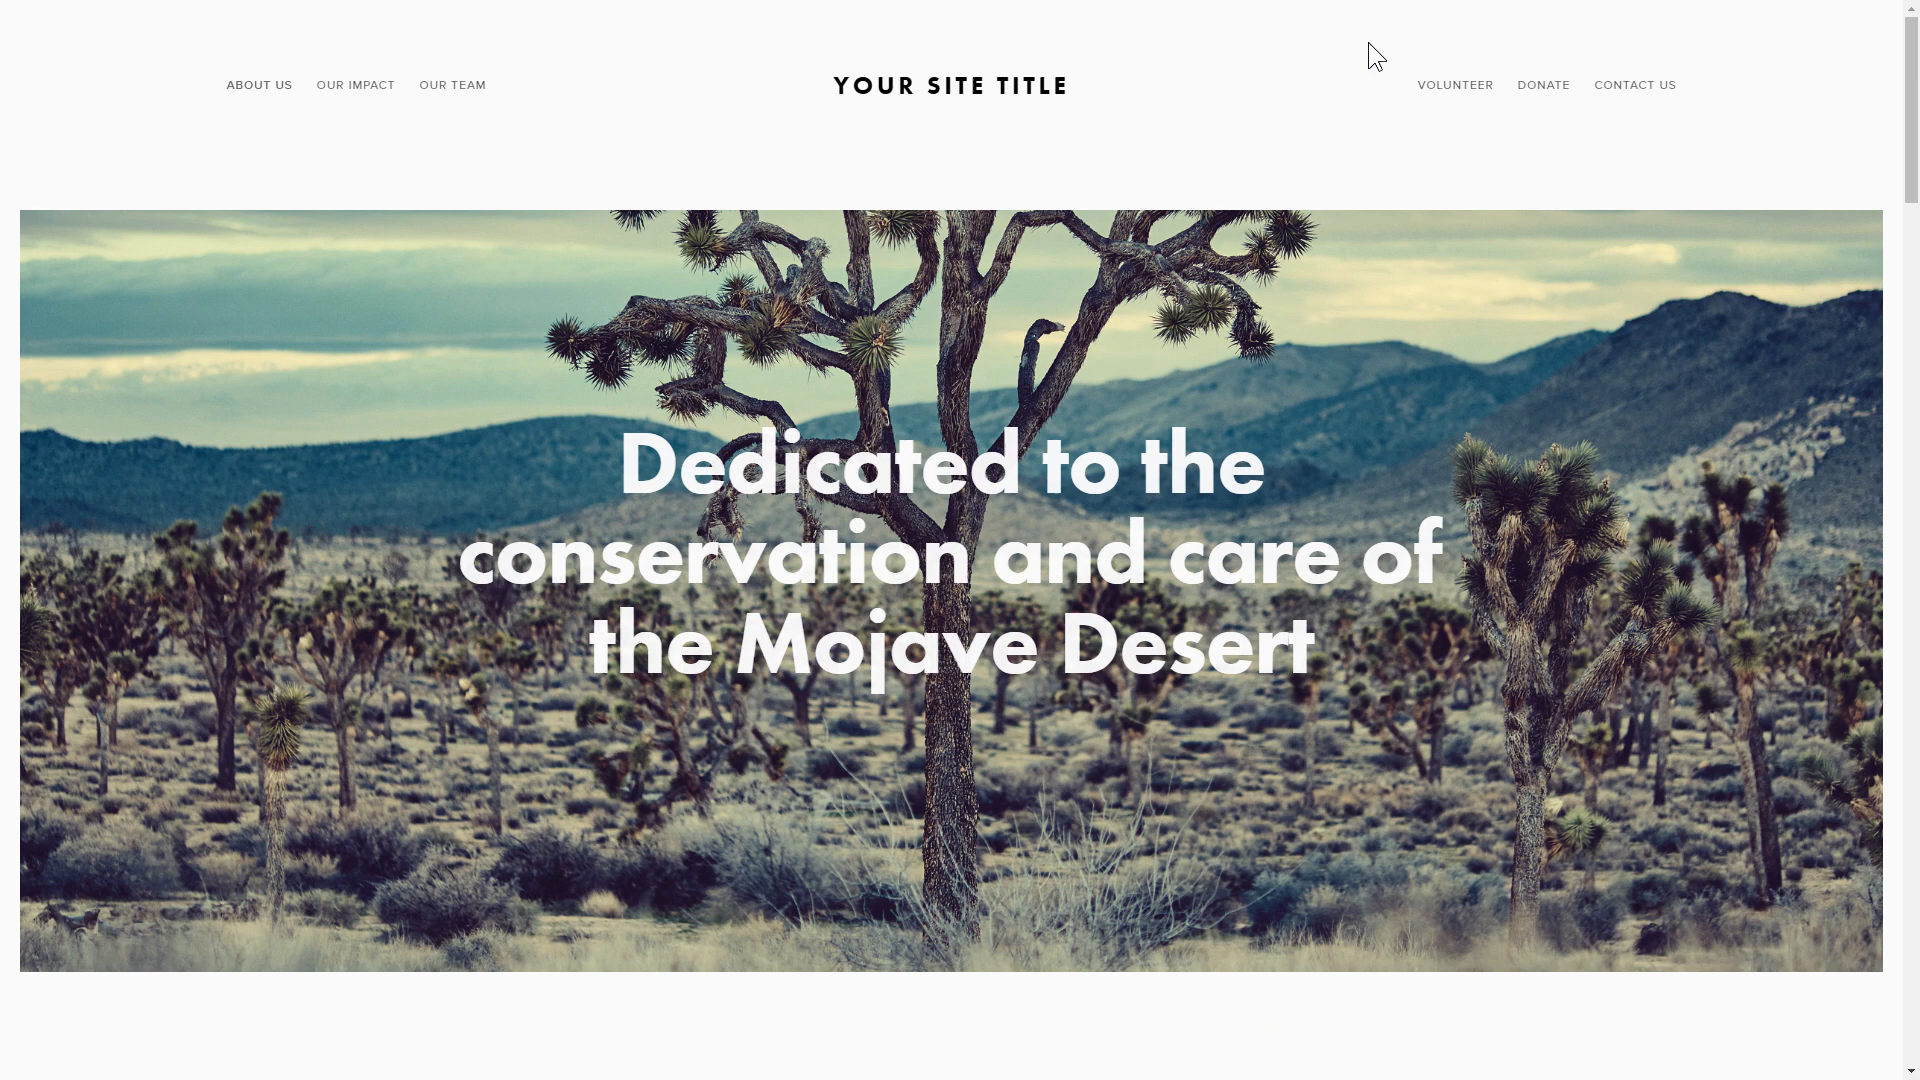 ABOUT US OUR IMPACT OUR TEAM YOUR SITE TITLE VOLUNTEER DONATE CONTACT US
Dedicated to the
conservation and care of
the Mojave Desert